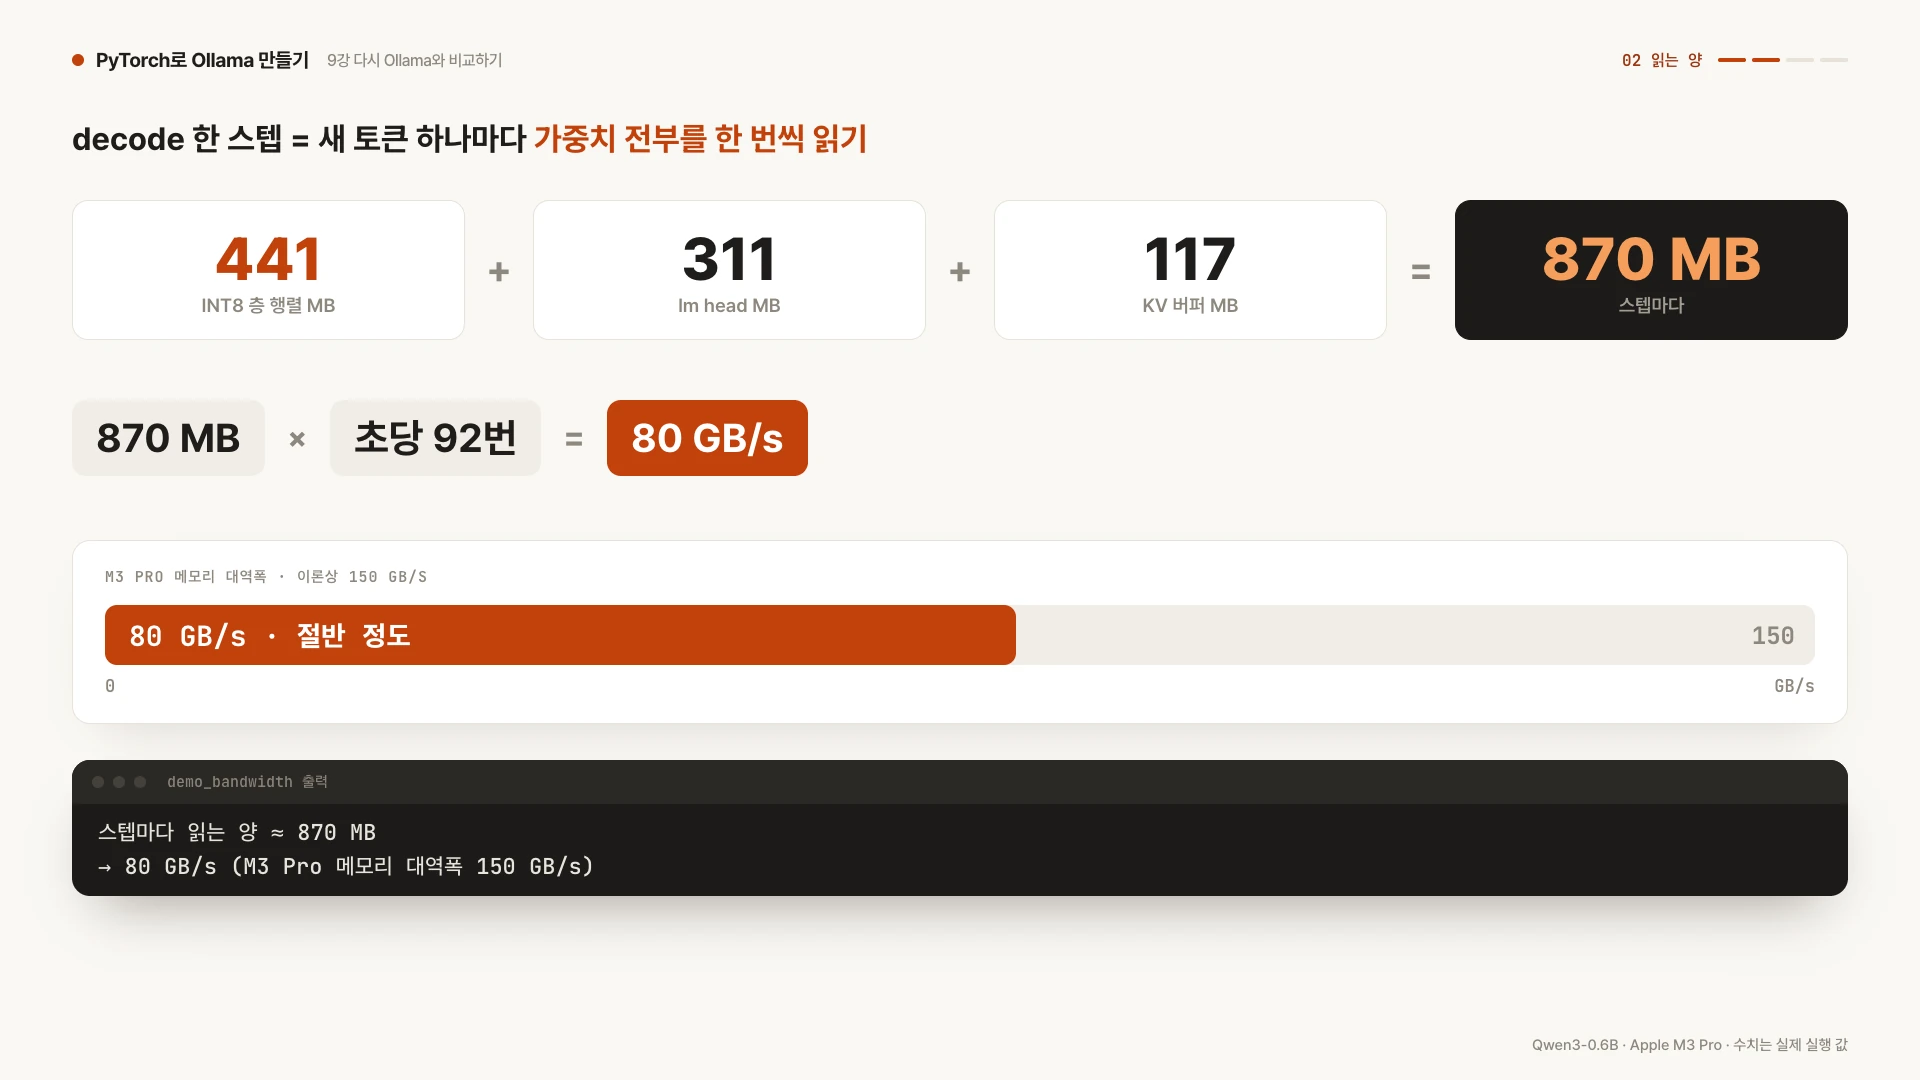 PyTorch로 Ollama 만들기 9강 다시 Ollama와 비교하기
02 읽는 양
decode 한 스텝 = 새 토큰 하나마다 가중치 전부를 한 번씩 읽기
441 + 311 + 117 = 870 MB
INT8 층 행렬 MB lm head MB KV 버퍼 MB 스텝마다
870 MB × 초당 92번 = 80 GB/s
M3 PRO 메모리 대역폭 · 이론상 150 GB/S
80 GB/s · 절반 정도 150
0 GB/s
demo_bandwidth 출력
스텝마다 읽는 양 ≈ 870 MB
→ 80 GB/s (M3 Pro 메모리 대역폭 150 GB/s)
Qwen3-0.6B · Apple M3 Pro · 수치는 실제 실행 값